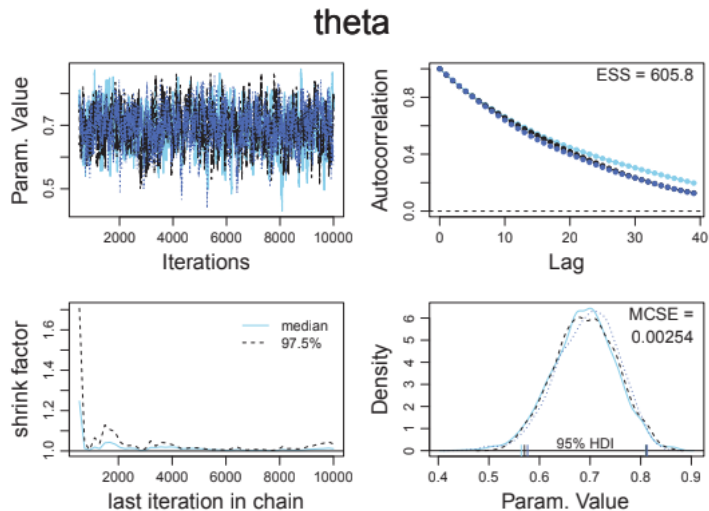 theta
Param. Value
0.5 0.7
2000 4000 6000 8000 10000
Iterations
Autocorrelation
0.0 0.4 0.8
ESS = 605.8
0 10 20 30 40
Lag
shrink factor
1.0 1.2 1.4 1.6
median
97.5%
2000 4000 6000 8000 10000
last iteration in chain
Density
0 1 2 3 4 5 6
MCSE =
0.00254
95% HDI
0.4 0.5 0.6 0.7 0.8 0.9
Param. Value